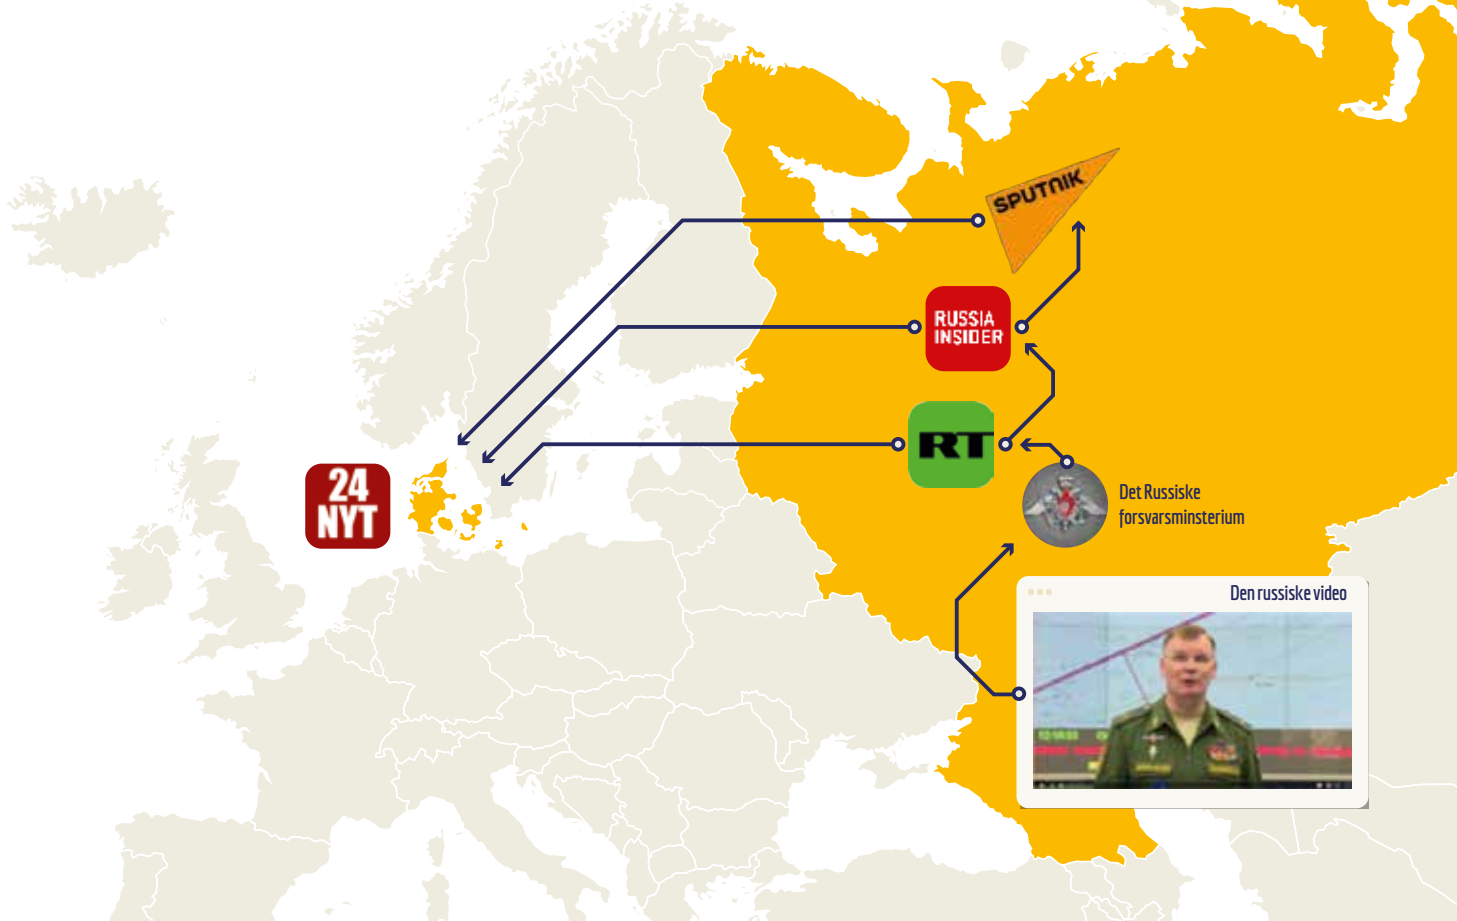 SPUTNIK
RUSSIA
INSIDER
RT
24
NYT
Det Russiske
forsvarsminsterium
Den russiske video